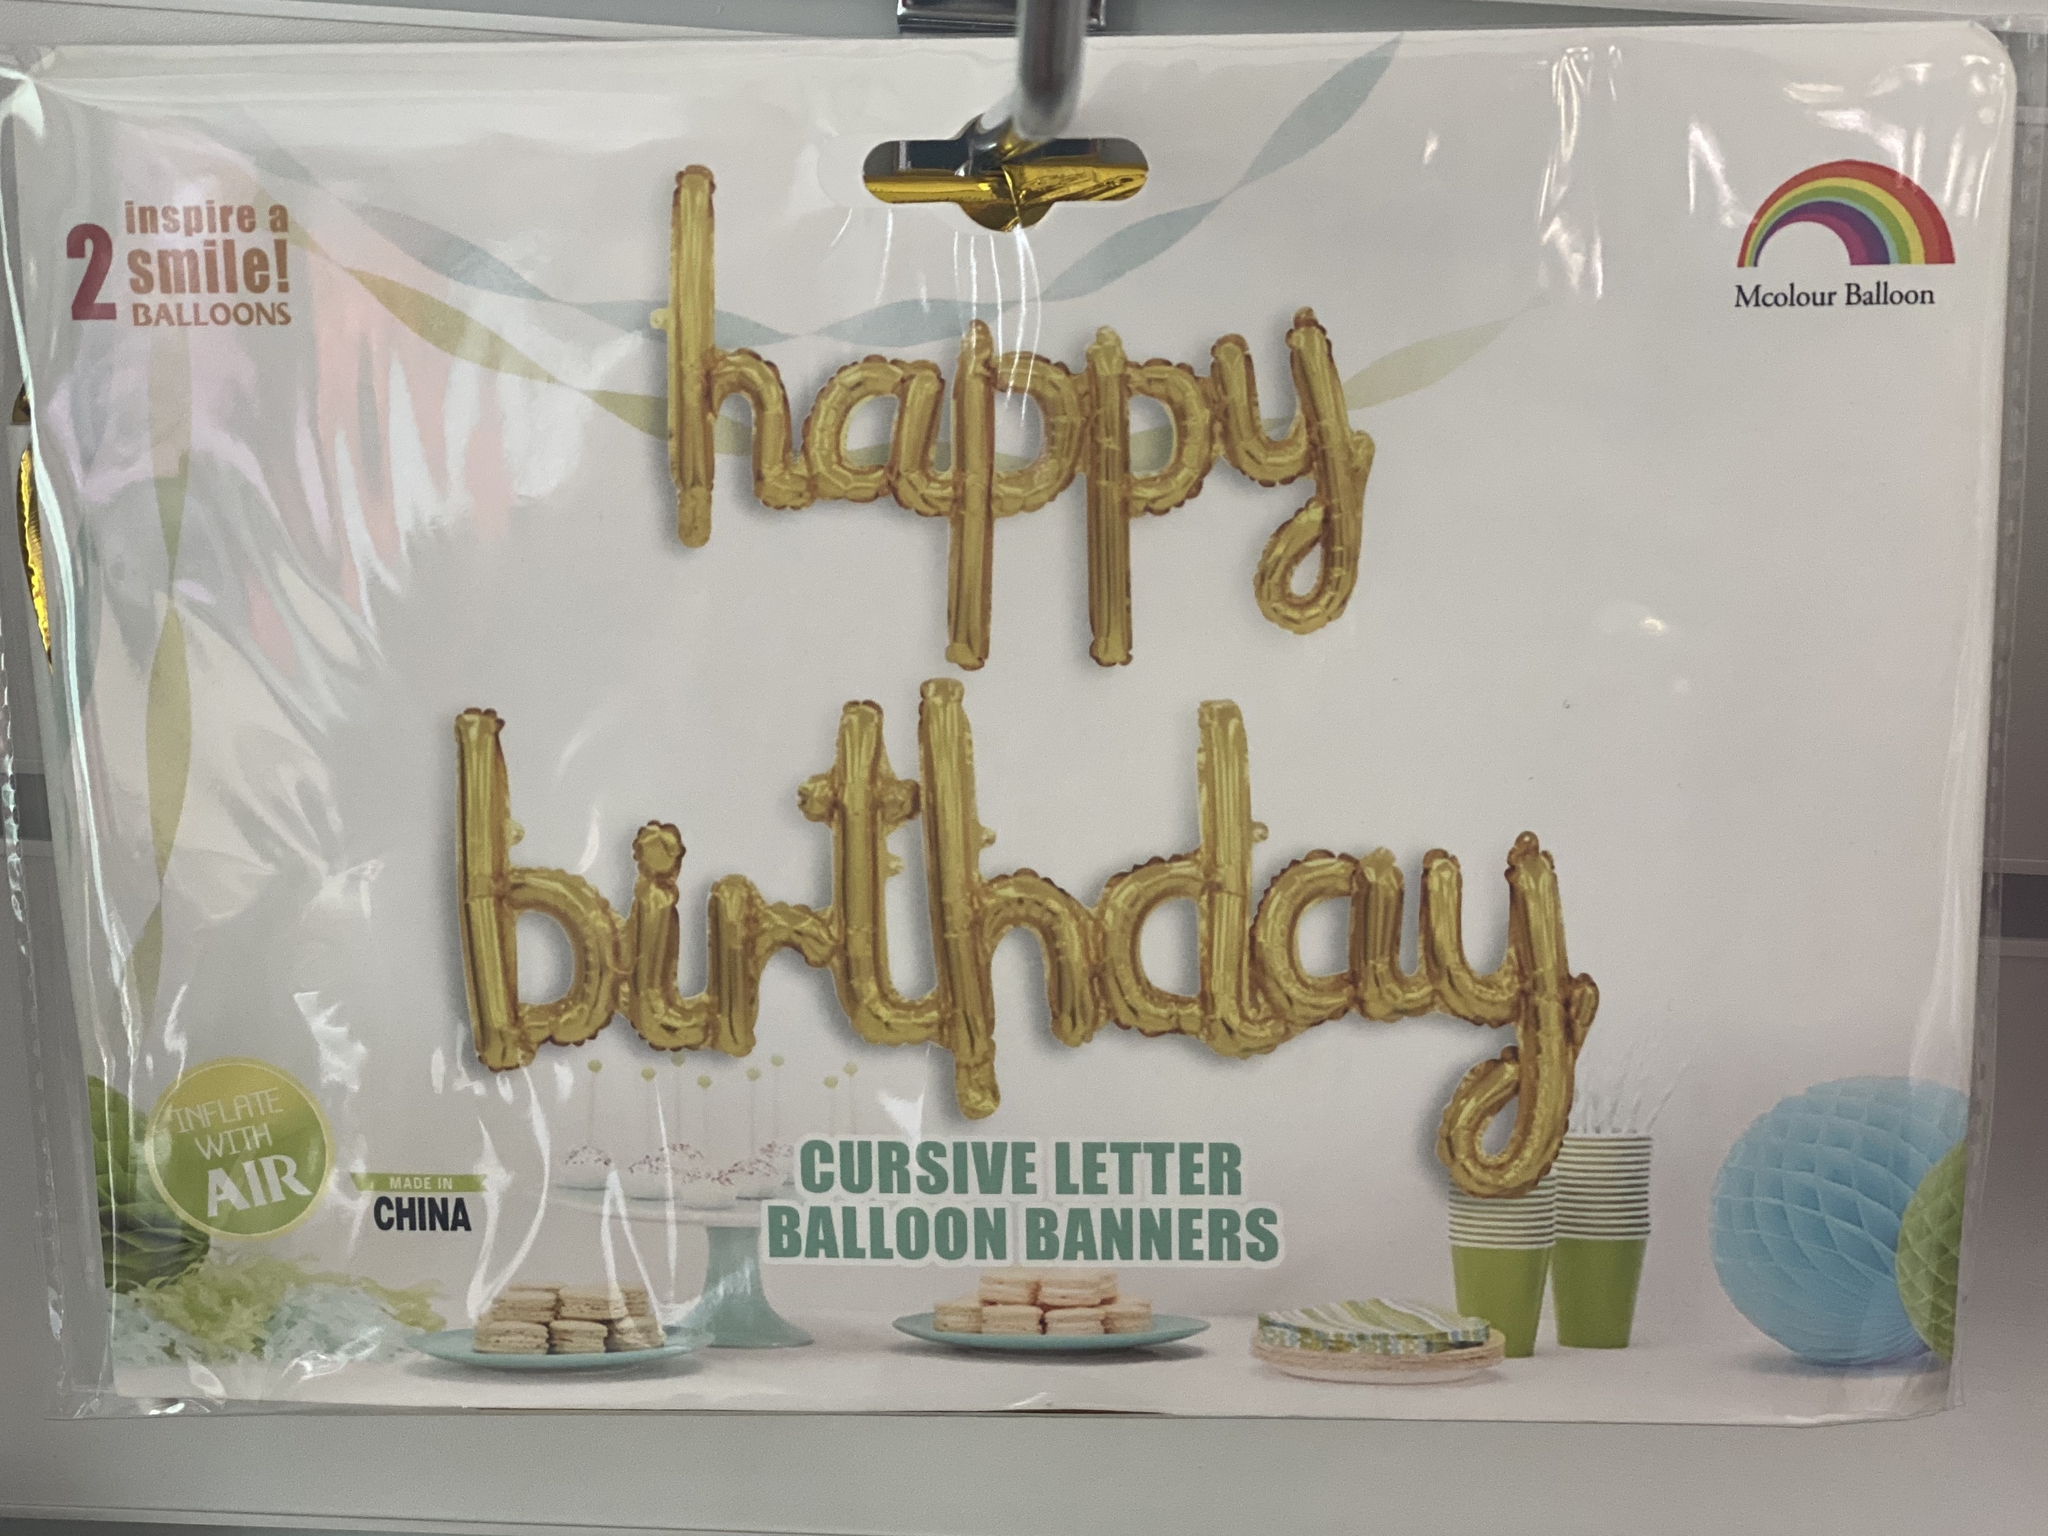 2 inspire a
smile!
BALLOONS
Mcolour Balloon
happy
birthday
INFLATE
WITH
AIR
MADE IN
CHINA
CURSIVE LETTER
BALLOON BANNERS